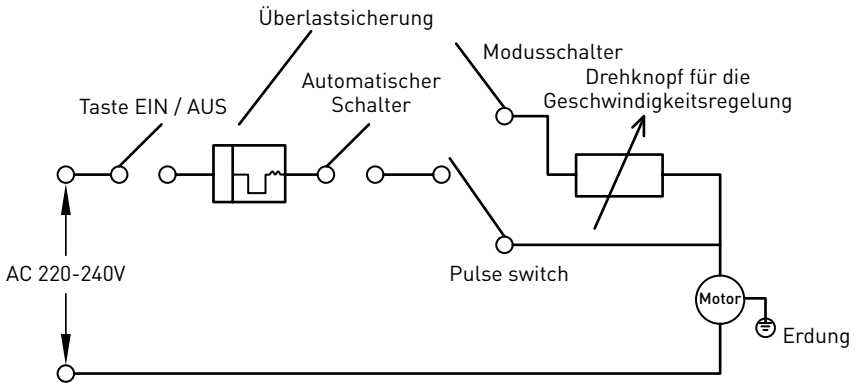 Überlastsicherung
Modusschalter
Drehknopf für die
Geschwindigkeitsregelung
Automatischer
Schalter
Taste EIN / AUS
AC 220-240V
Pulse switch
Motor
Erdung